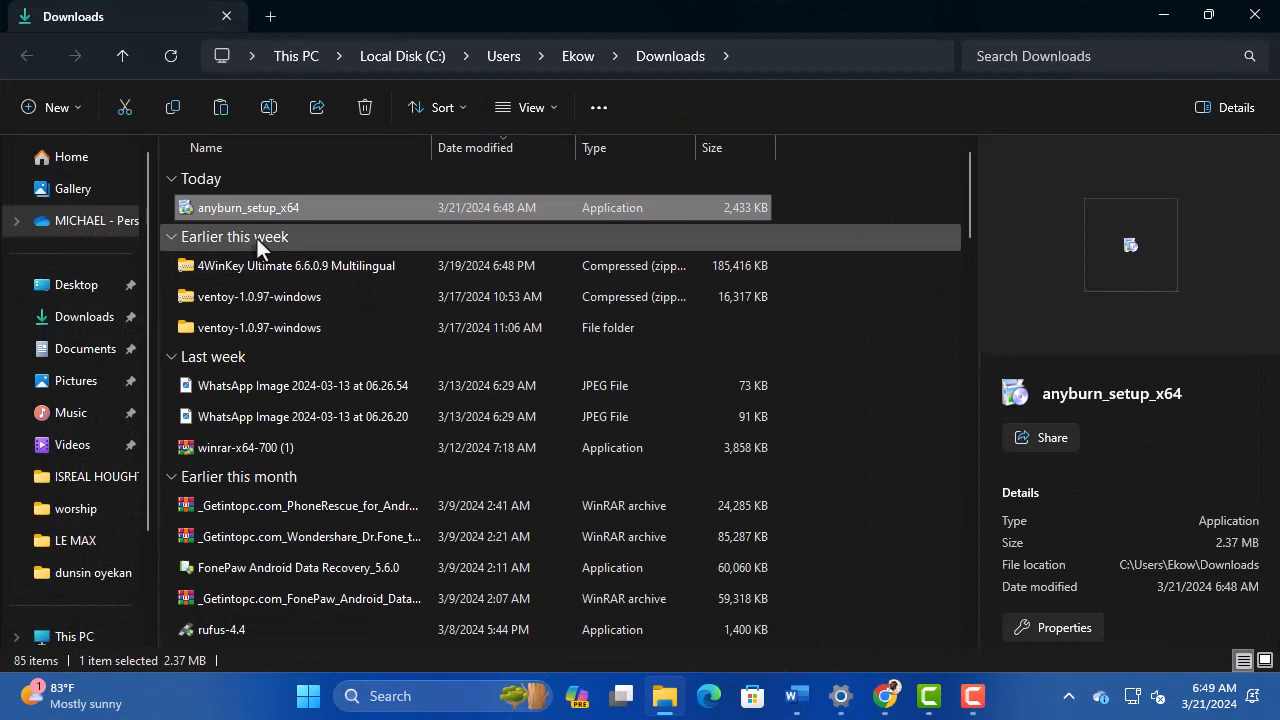 Downloads
This PC > Local Disk (C:) > Users > Ekow > Downloads >
Search Downloads
New
Sort
View
Details
Home
Gallery
MICHAEL - Pers
Desktop
Downloads
Documents
Pictures
Music
Videos
ISREAL HOUGHT
worship
LE MAX
dunsin oyekan
This PC
Name Date modified Type Size
Today
anyburn_setup_x64 3/21/2024 6:48 AM Application 2,433 KB
Earlier this week
4WinKey Ultimate 6.6.0.9 Multilingual 3/19/2024 6:48 PM Compressed (zipp... 185,416 KB
ventoy-1.0.97-windows 3/17/2024 10:53 AM Compressed (zipp... 16,317 KB
ventoy-1.0.97-windows 3/17/2024 11:06 AM File folder
Last week
WhatsApp Image 2024-03-13 at 06.26.54 3/13/2024 6:29 AM JPEG File 73 KB
WhatsApp Image 2024-03-13 at 06.26.20 3/13/2024 6:29 AM JPEG File 91 KB
winrar-x64-700 (1) 3/12/2024 7:18 AM Application 3,858 KB
Earlier this month
_Getintopc.com_PhoneRescue_for_Andr... 3/9/2024 2:41 AM WinRAR archive 24,285 KB
_Getintopc.com_Wondershare_Dr.Fone_t... 3/9/2024 2:21 AM WinRAR archive 85,287 KB
FonePaw Android Data Recovery_5.6.0 3/9/2024 2:11 AM Application 60,060 KB
_Getintopc.com_FonePaw_Android_Data... 3/9/2024 2:07 AM WinRAR archive 59,318 KB
rufus-4.4 3/8/2024 5:44 PM Application 1,400 KB
anyburn_setup_x64
Share
Details
Type Application
Size 2.37 MB
File location C:\Users\Ekow\Downloads
Date modified 3/21/2024 6:48 AM
Properties
85 items 1 item selected 2.37 MB
1
83°F
Mostly sunny
Search
PRE
6:49 AM
3/21/2024